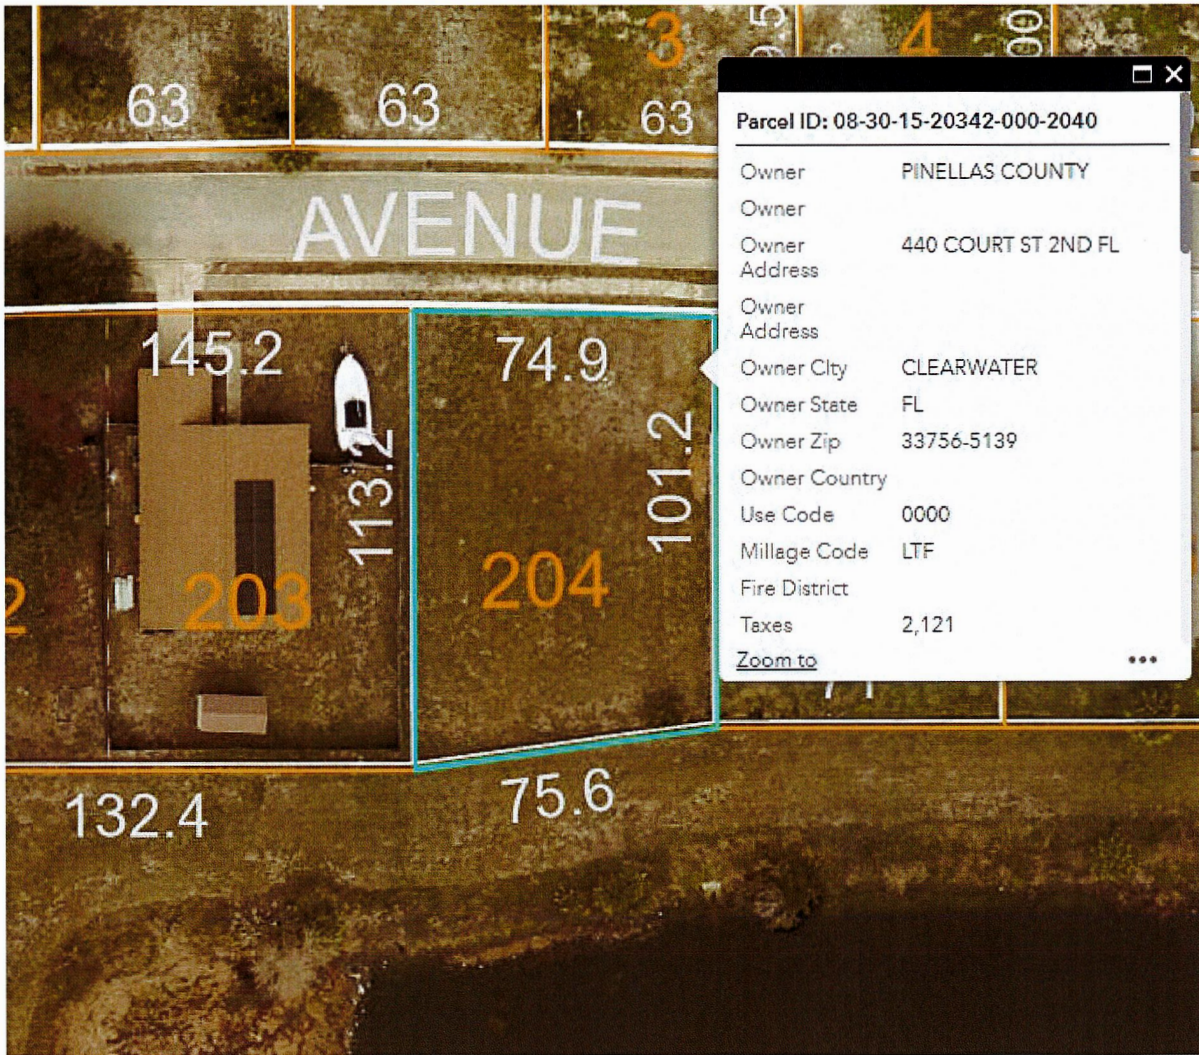 3
4
63
63
63
Parcel ID: 08-30-15-20342-000-2040
Owner PINELLAS COUNTY
Owner
Owner Address 440 COURT ST 2ND FL
Owner Address
Owner City CLEARWATER
Owner State FL
Owner Zip 33756-5139
Owner Country
Use Code 0000
Millage Code LTF
Fire District
Taxes 2,121
Zoom to
AVENUE
145.2
74.9
113.2
101.2
2
203
204
132.4
75.6